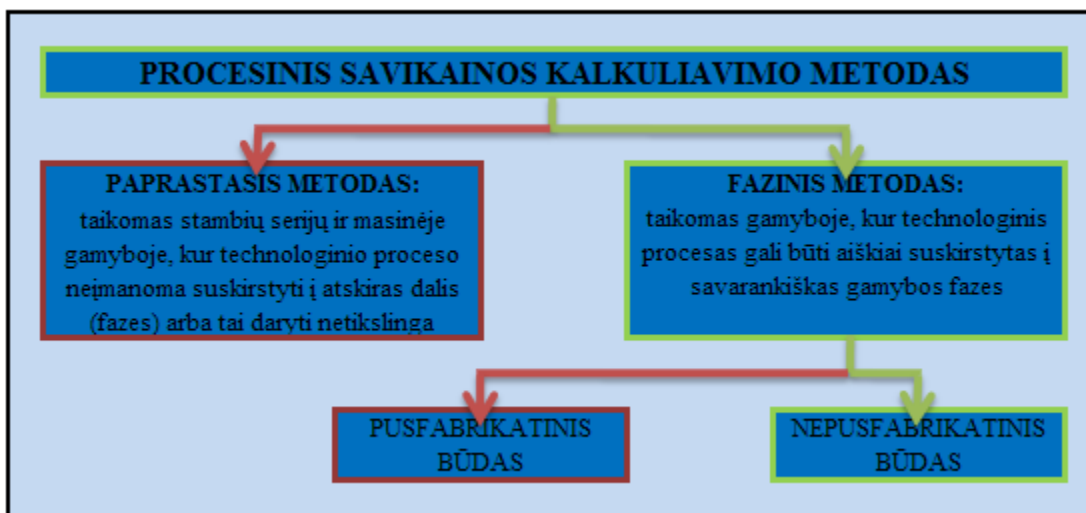 PROCESINIS SAVIKAINOS KALKULIAVIMO METODAS
PAPRASTASIS METODAS:
taikomas stambių serijų ir masinėje
gamyboje, kur technologinio proceso
neįmanoma suskirstyti į atskiras dalis
(fazes) arba tai daryti netikslinga
FAZINIS METODAS:
taikomas gamyboje, kur technologinis
procesas gali būti aiškiai suskirstytas į
savarankiškas gamybos fazes
PUSFABRIKATINIS
BŪDAS
NEPUSFABRIKATINIS
BŪDAS